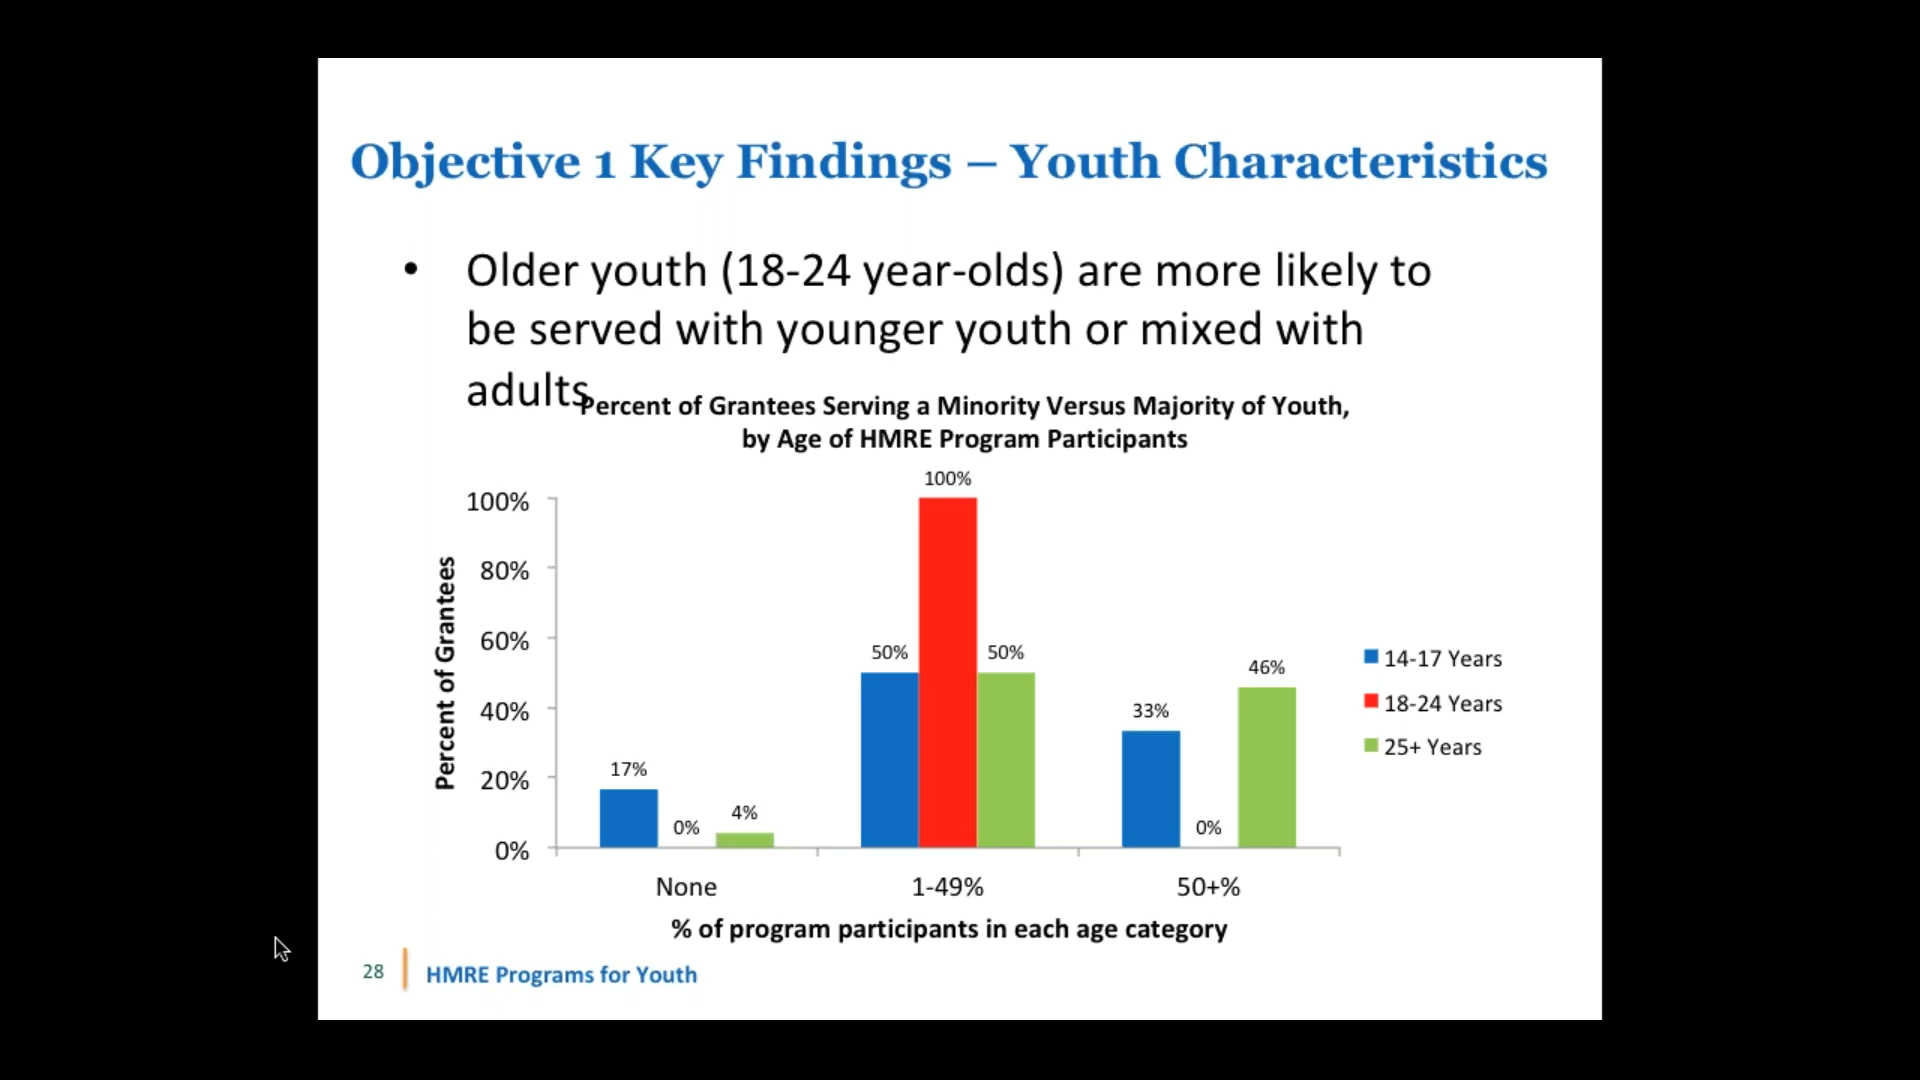 Objective 1 Key Findings – Youth Characteristics
• Older youth (18-24 year-olds) are more likely to
be served with younger youth or mixed with
adults
Percent of Grantees Serving a Minority Versus Majority of Youth,
by Age of HMRE Program Participants
Percent of Grantees
100%
80%
60%
40%
20%
0%
17%
0%
4%
50%
100%
50%
33%
0%
46%
None
1-49%
50+%
% of program participants in each age category
14-17 Years
18-24 Years
25+ Years
28
HMRE Programs for Youth